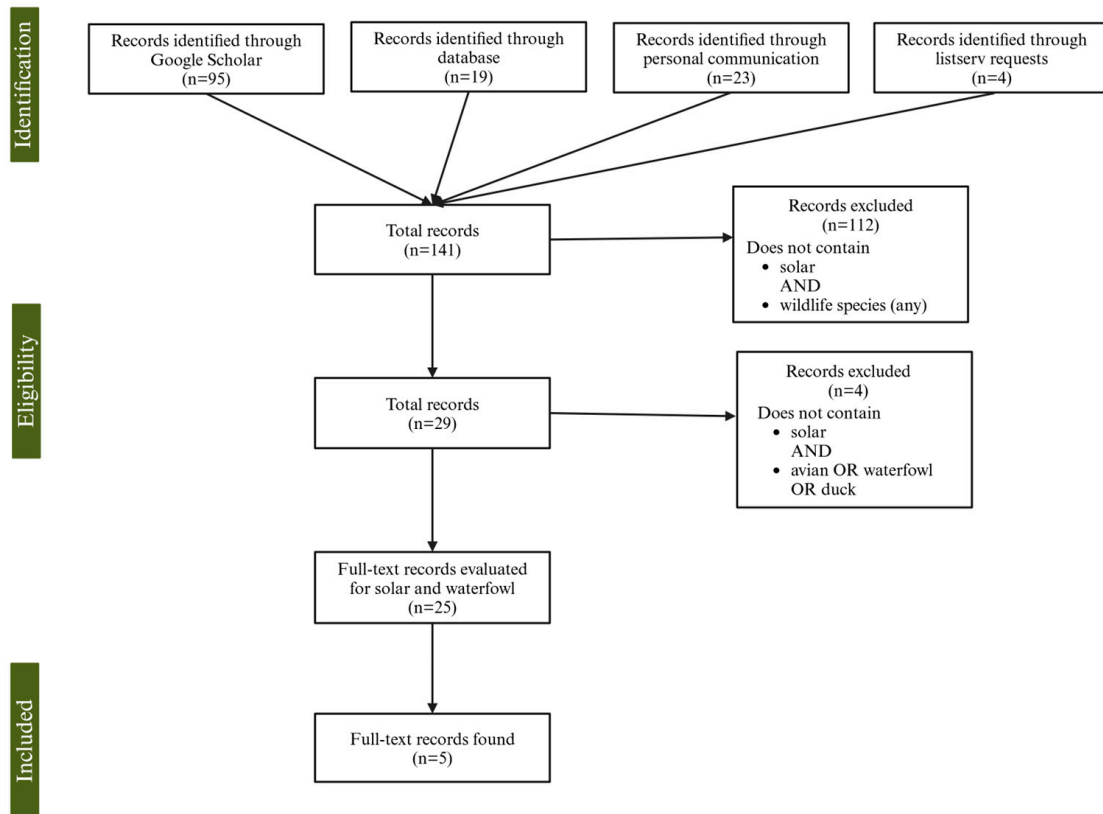 Identification
Records identified through
Google Scholar
(n=95)
Records identified through
database
(n=19)
Records identified through
personal communication
(n=23)
Records identified through
listserv requests
(n=4)
Total records
(n=141)
Records excluded
(n=112)
Does not contain
• solar
AND
• wildlife species (any)
Eligibility
Total records
(n=29)
Records excluded
(n=4)
Does not contain
• solar
AND
• avian OR waterfowl
OR duck
Full-text records evaluated
for solar and waterfowl
(n=25)
Included
Full-text records found
(n=5)